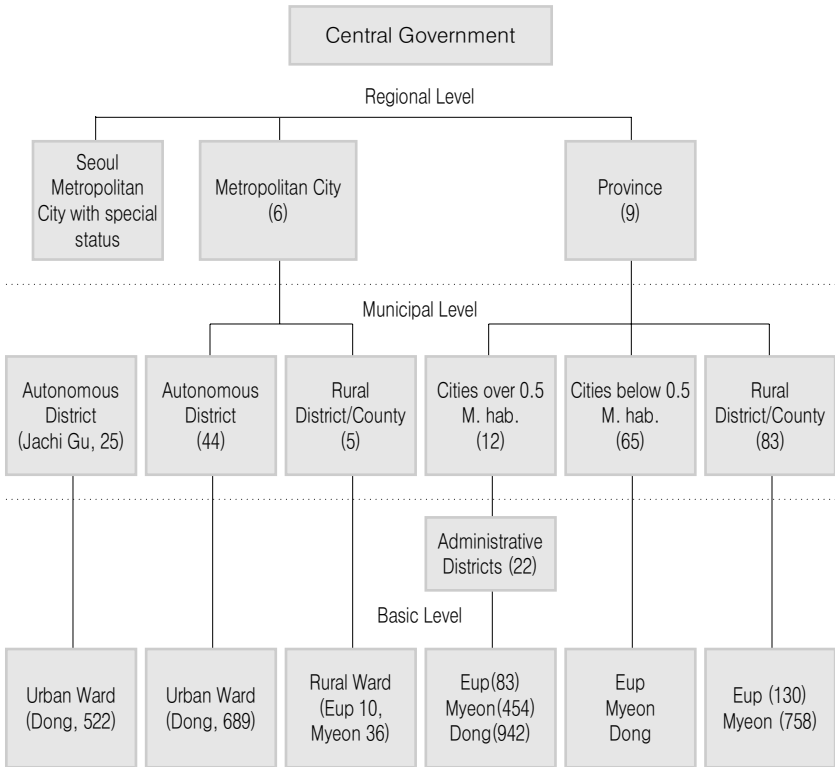 Central Government
Regional Level
Seoul
Metropolitan
City with special
status
Metropolitan City
(6)
Province
(9)
Municipal Level
Autonomous
District
(Jachi Gu, 25)
Autonomous
District
(44)
Rural
District/County
(5)
Cities over 0.5
M. hab.
(12)
Cities below 0.5
M. hab.
(65)
Rural
District/County
(83)
Administrative
Districts (22)
Basic Level
Urban Ward
(Dong, 522)
Urban Ward
(Dong, 689)
Rural Ward
(Eup 10,
Myeon 36)
Eup(83)
Myeon(454)
Dong(942)
Eup
Myeon
Dong
Eup (130)
Myeon (758)